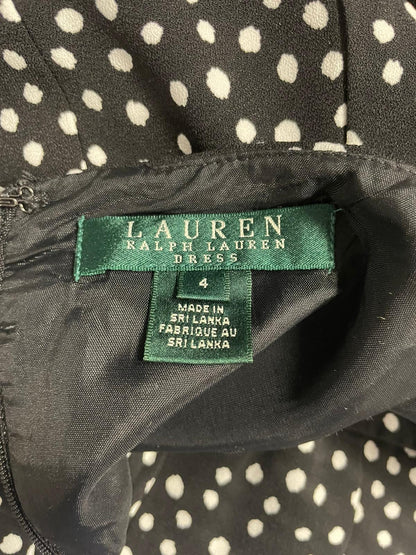 LAUREN
RALPH LAUREN
DRESS
4
MADE IN
SRI LANKA
FABRIQUE AU
SRI LANKA